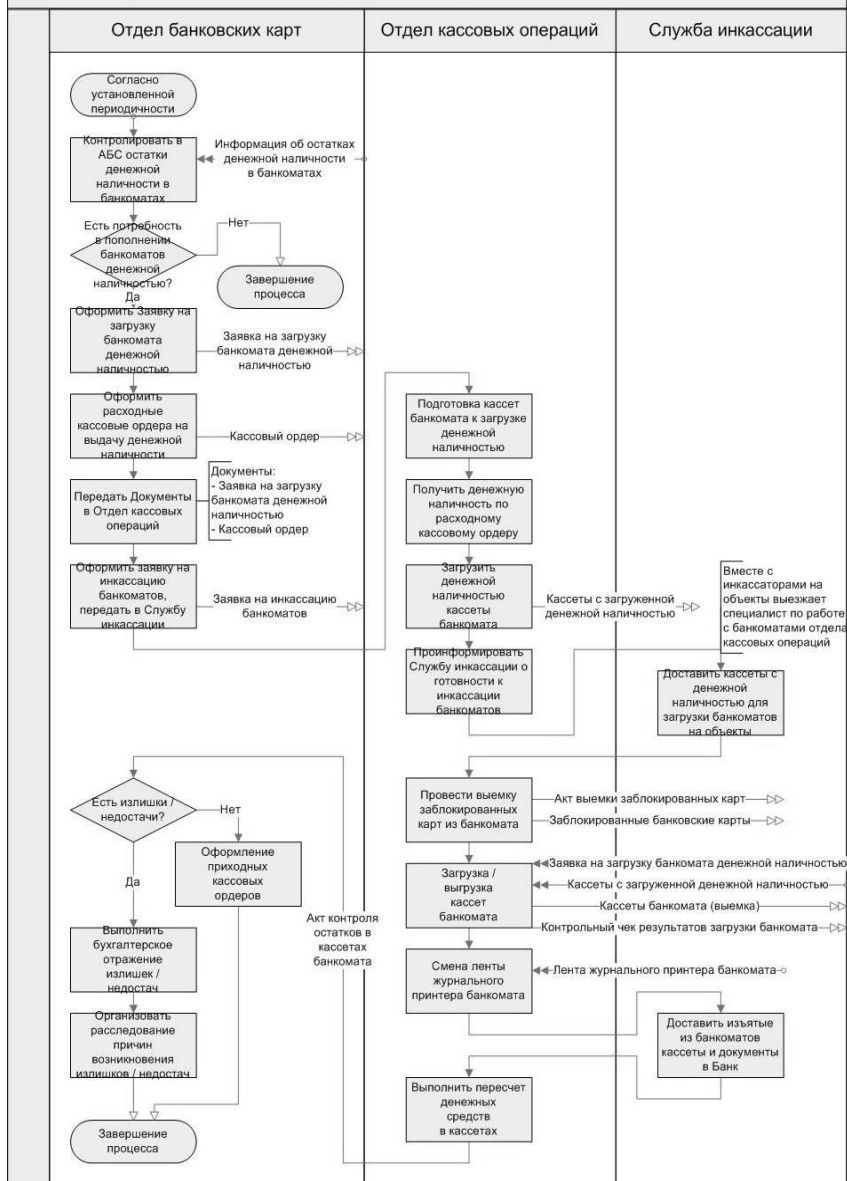 Отдел банковских карт
Отдел кассовых операций
Служба инкассации
Согласно
установленной
периодичности
Контролировать в
АБС остатки
денежной
наличности в
банкоматах
Информация об остатках
денежной наличности
в банкоматах
Есть потребность
в пополнении
банкоматов
денежной
наличностью?
Нет
Завершение
процесса
Да
Оформить Заявку на
загрузку
банкомата
денежной
наличностью
Заявка на загрузку
банкомата денежной
наличностью
Оформить
расходные
кассовые ордера на
выдачу денежной
наличности
Кассовый ордер
Подготовка кассет
банкомата к загрузке
денежной
наличностью
Передать Документы
в Отдел кассовых
операций
Документы:
- Заявка на загрузку
банкомата денежной
наличностью
- Кассовый ордер
Получить денежную
наличность по
расходному
кассовому ордеру
Оформить заявку на
инкассацию
банкоматов,
передать в Службу
инкассации
Заявка на инкассацию
банкоматов
Загрузить
денежной
наличностью
кассеты
банкомата
Кассеты с загруженной
денежной наличностью
Вместе с
инкассаторами на
объекты выезжает
специалист по работе
с банкоматами отдела
кассовых операций
Проинформировать
Службу инкассации о
готовности к
инкассации
банкоматов
Доставить кассеты с
денежной
наличностью для
загрузки банкоматов
на объекты
Есть излишки /
недостачи?
Нет
Провести выемку
заблокированных
карт из банкомата
Акт выемки заблокированных карт
Заблокированные банковские карты
Оформление
приходных
кассовых
ордеров
Да
Загрузка /
выгрузка
кассет
банкомата
Заявка на загрузку банкомата денежной наличностью
Кассеты с загруженной денежной наличностью
Кассеты банкомата (выемка)
Контрольный чек результатов загрузки банкомата
Акт контроля
остатков в
кассетах
банкомата
Выполнить
бухгалтерское
отражение
излишек /
недостач
Смена ленты
журнального
принтера банкомата
Лента журнального принтера банкомата
Организовать
расследование
причин
возникновения
излишков / недостач
Доставить изъятые
из банкоматов
кассеты и документы
в Банк
Выполнить пересчет
денежных
средств
в кассетах
Завершение
процесса